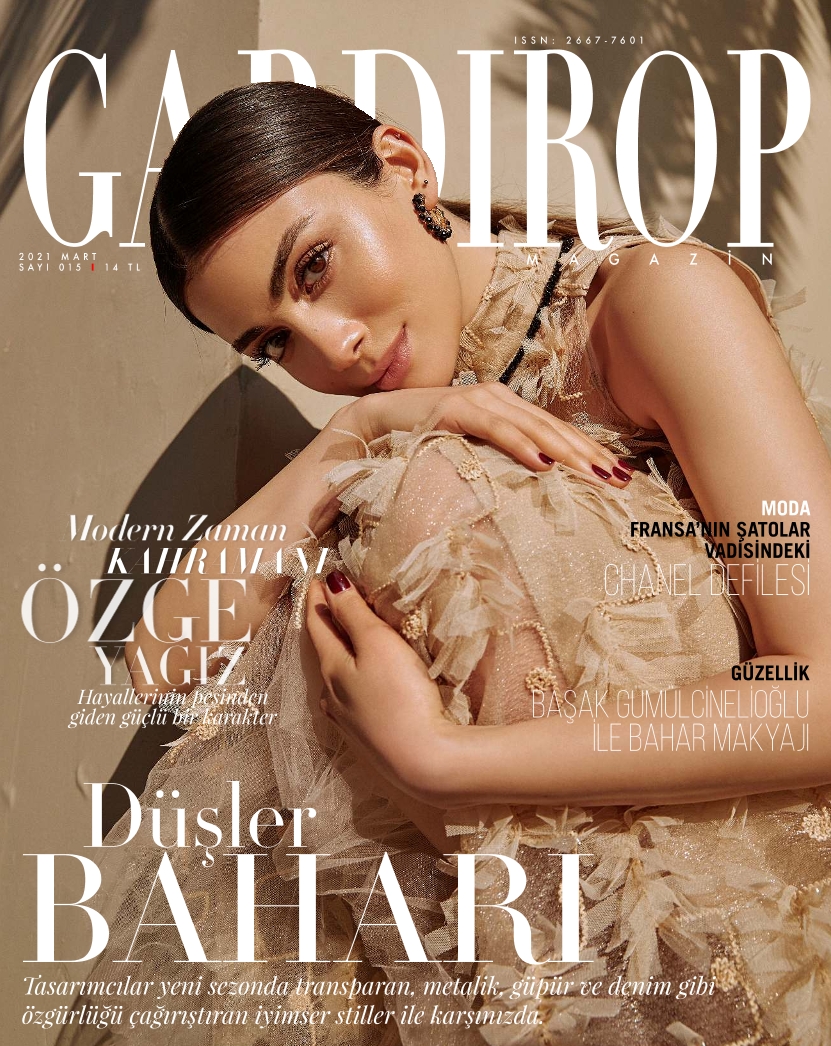 ISSN: 2667-7601
GARDIROP
MAGAZİN
2021 MART
SAYI 015 I 14 TL
Modern Zaman
KAHRAMANI
ÖZGE
YAGIZ
Hayallerinin peşinden
giden güçlü bir karakter
MODA
FRANSA'NIN ŞATOLAR
VADİSİNDEKİ
CHANEL DEFİLESİ
GÜZELLİK
BAŞAK GÜMÜLCİNELİOĞLU
İLE BAHAR MAKYAJI
Düşler
BAHARI
Tasarımcılar yeni sezonda transparan, metalik, güpür ve denim gibi
özgürlüğü çağırıştıran iyimser stiller ile karşınızda.